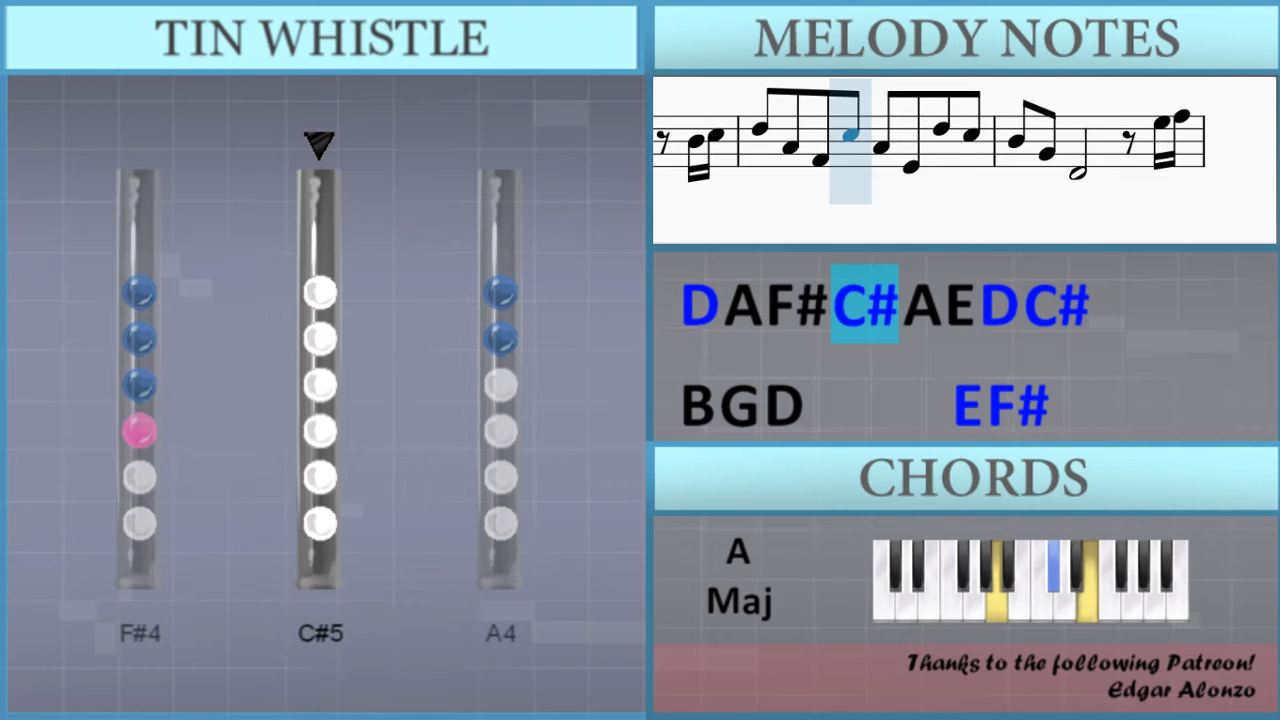 TIN WHISTLE
F#4
C#5
A4
MELODY NOTES
DAF#C#AEDC#
BGD EF#
CHORDS
A
Maj
Thanks to the following Patreon!
Edgar Alonzo